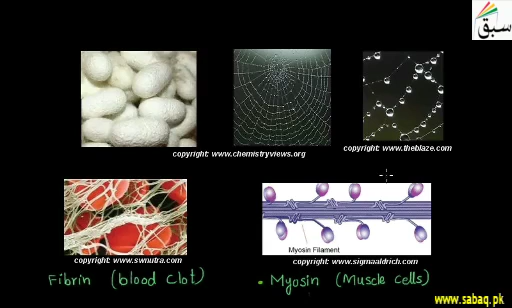 سبق
copyright: www.chemistryviews.org
copyright: www.theblaze.com
Myosin Filament
copyright: www.swnutra.com
copyright: www.sigmaaldrich.com
Fibrin (blood clot)
• Myosin (Muscle cells)
www.sabaq.pk